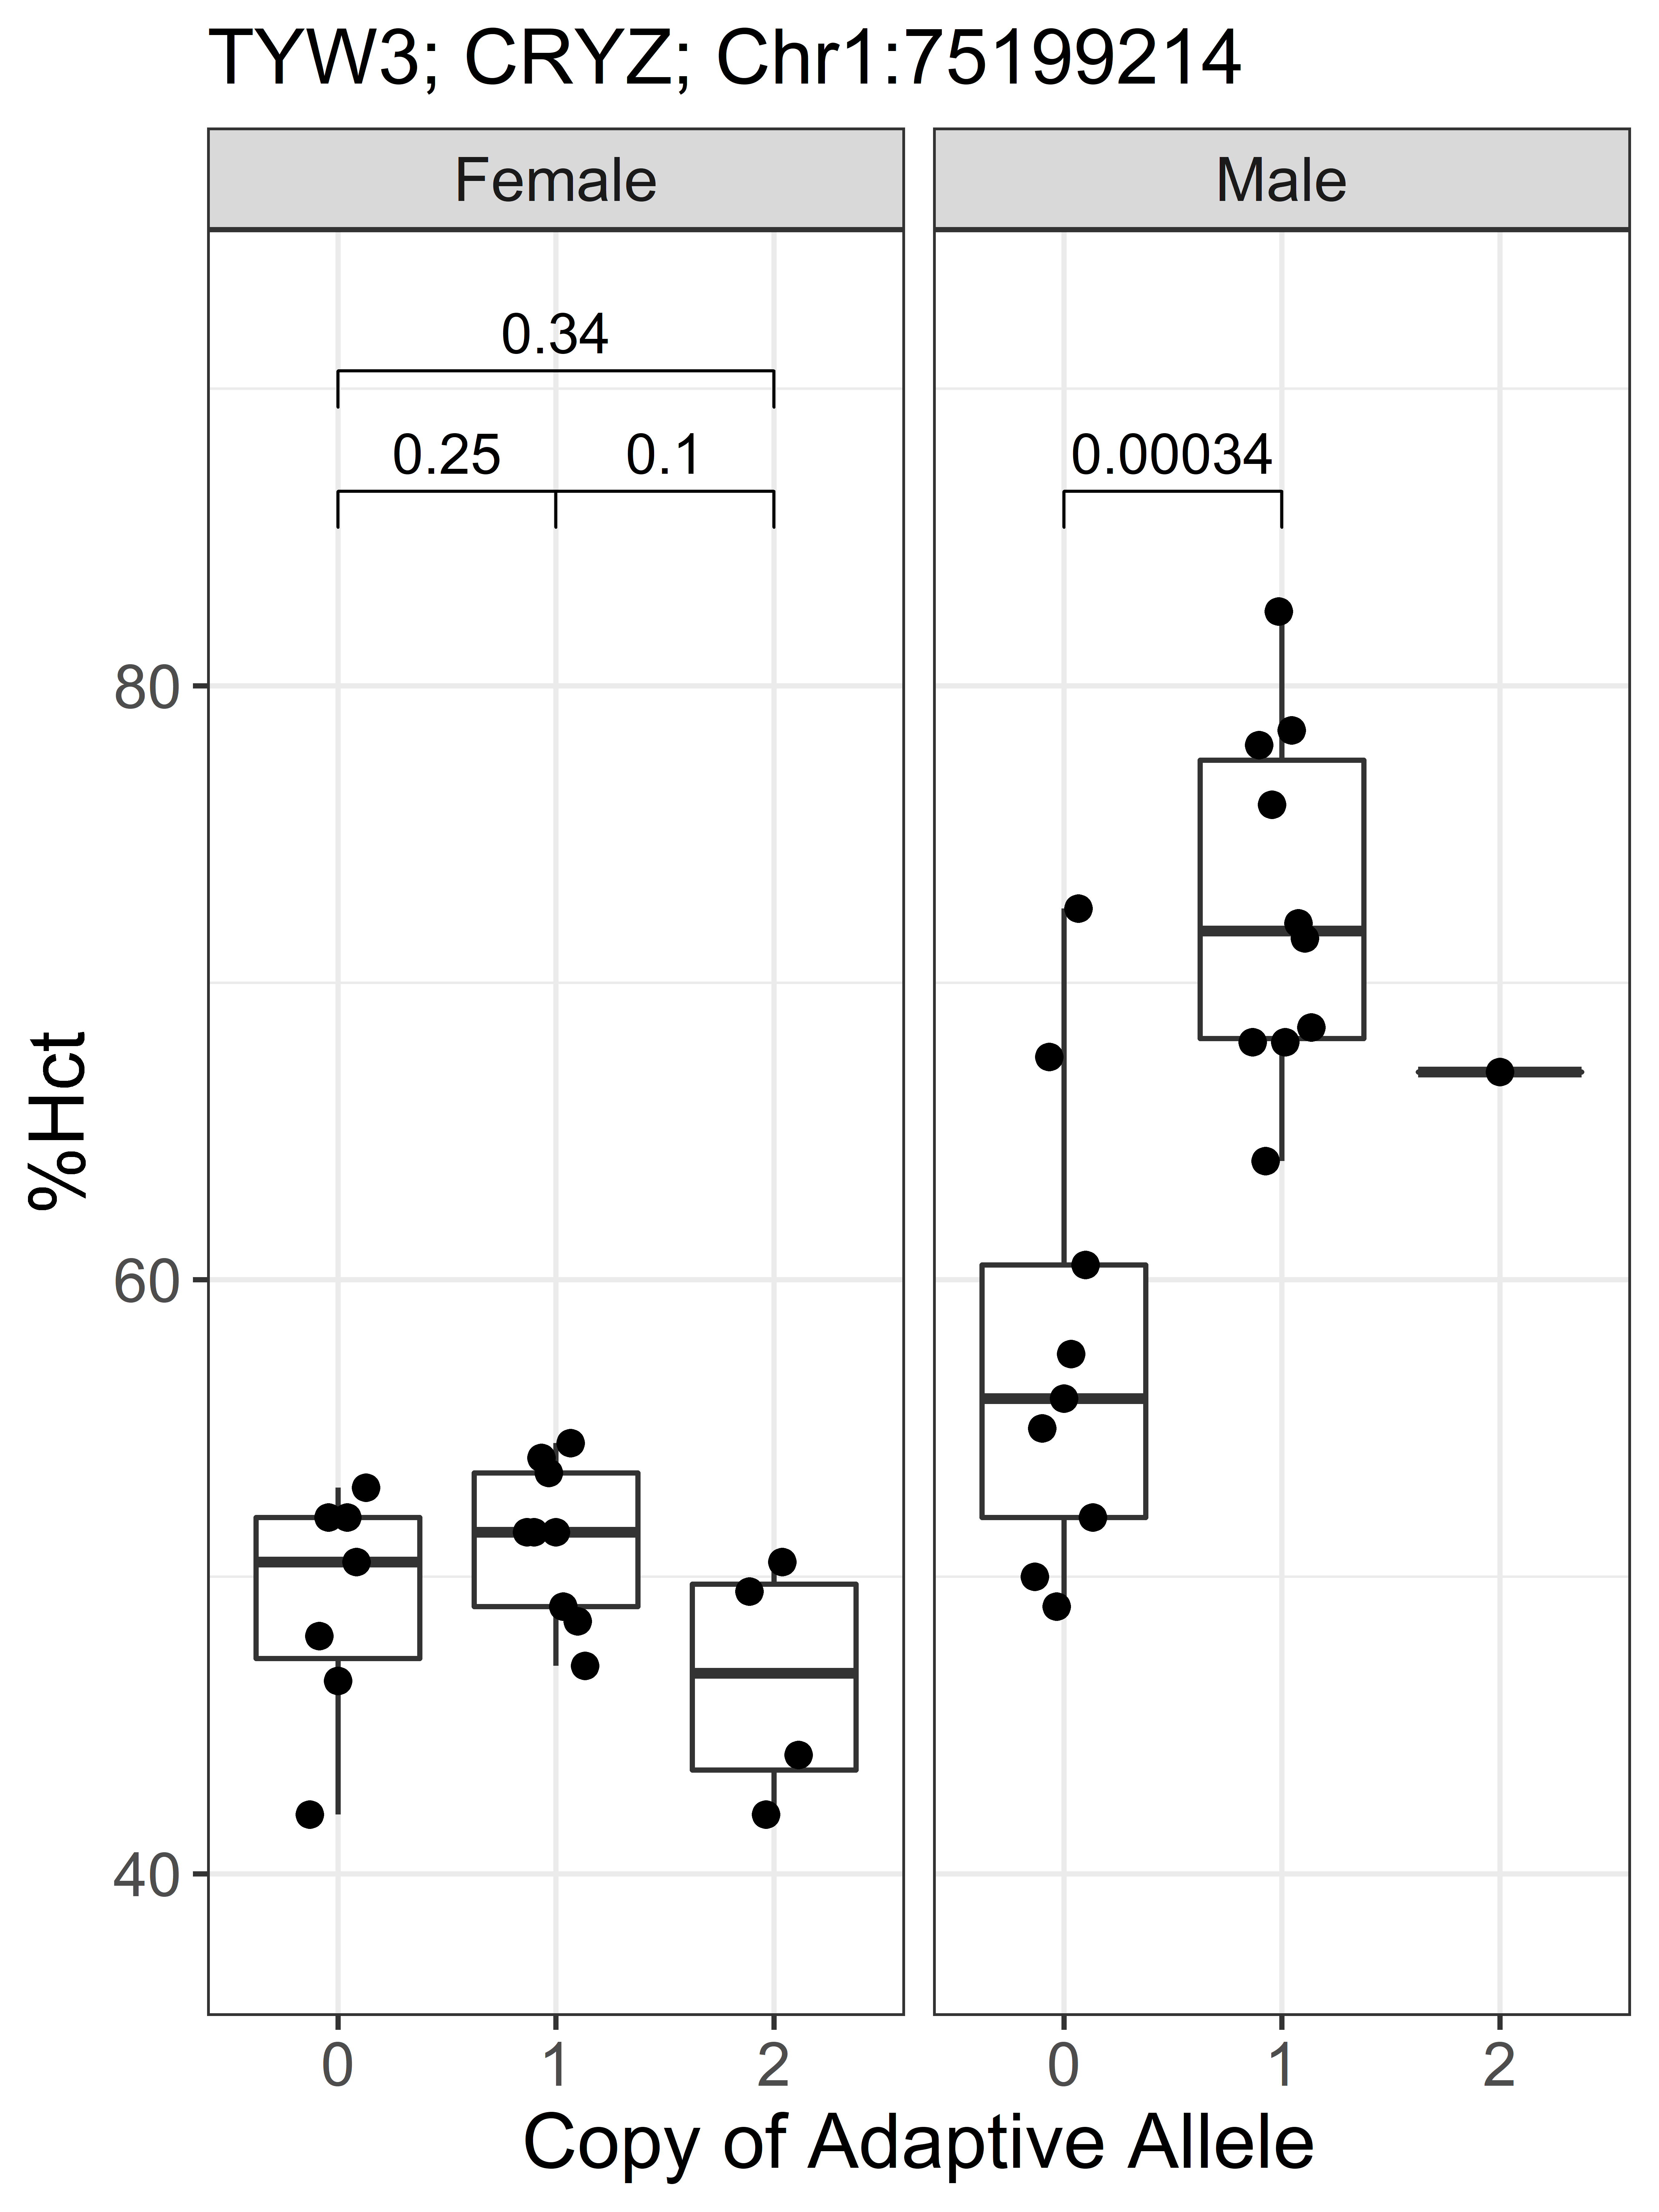 TYW3; CRYZ; Chr1:75199214
Female
Male
0.34
0.25
0.1
0.00034
80
60
40
%Hct
0 1 2
0 1 2
Copy of Adaptive Allele